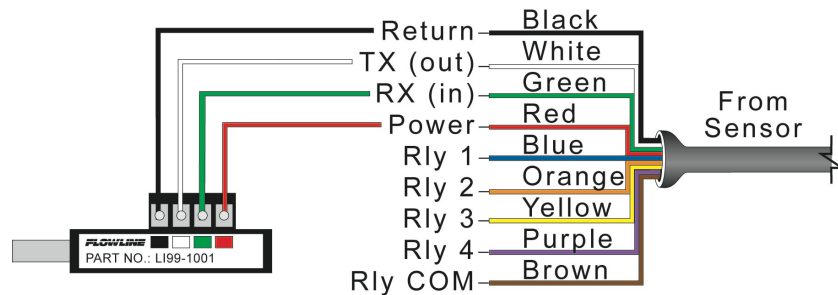 Return Black
TX (out) White
RX (in) Green
Power Red
Rly 1 Blue
Rly 2 Orange
Rly 3 Yellow
Rly 4 Purple
Rly COM Brown
From
Sensor
FLOWLINE
PART NO.: LI99-1001